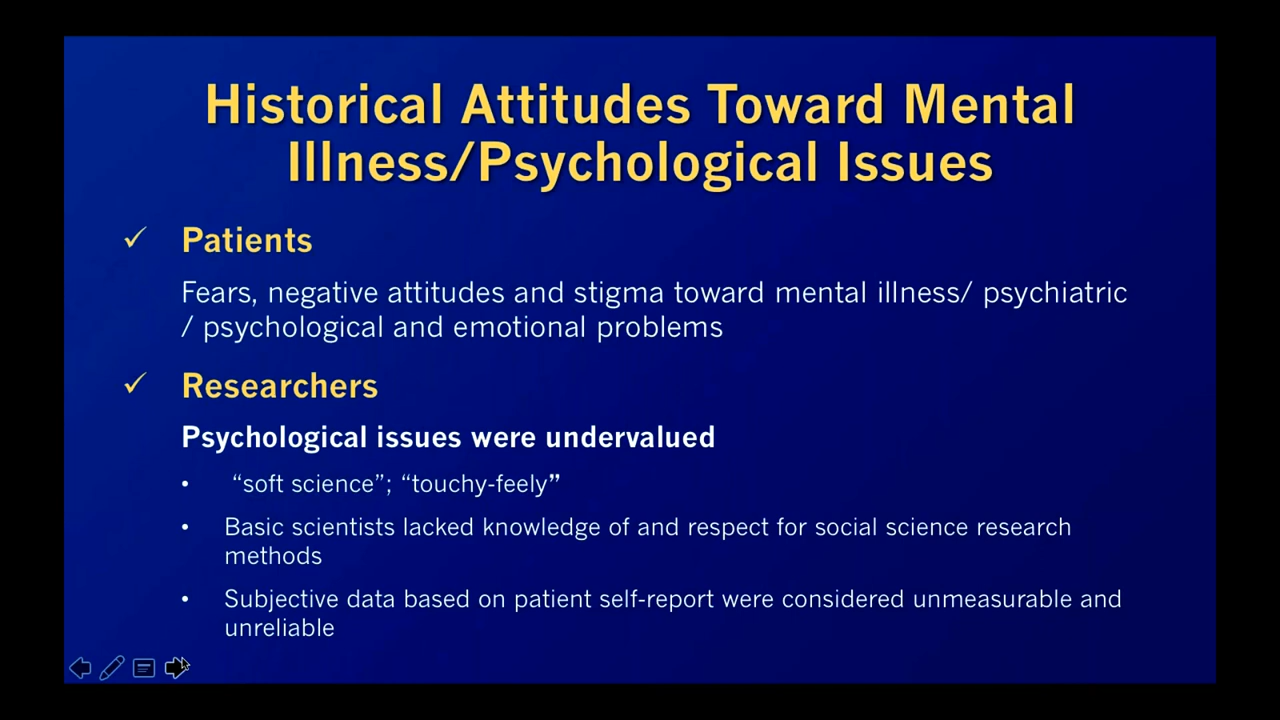 Historical Attitudes Toward Mental
Illness/Psychological Issues
✓ Patients
Fears, negative attitudes and stigma toward mental illness/ psychiatric
/ psychological and emotional problems
✓ Researchers
Psychological issues were undervalued
• “soft science”; “touchy-feely”
• Basic scientists lacked knowledge of and respect for social science research
methods
• Subjective data based on patient self-report were considered unmeasurable and
unreliable